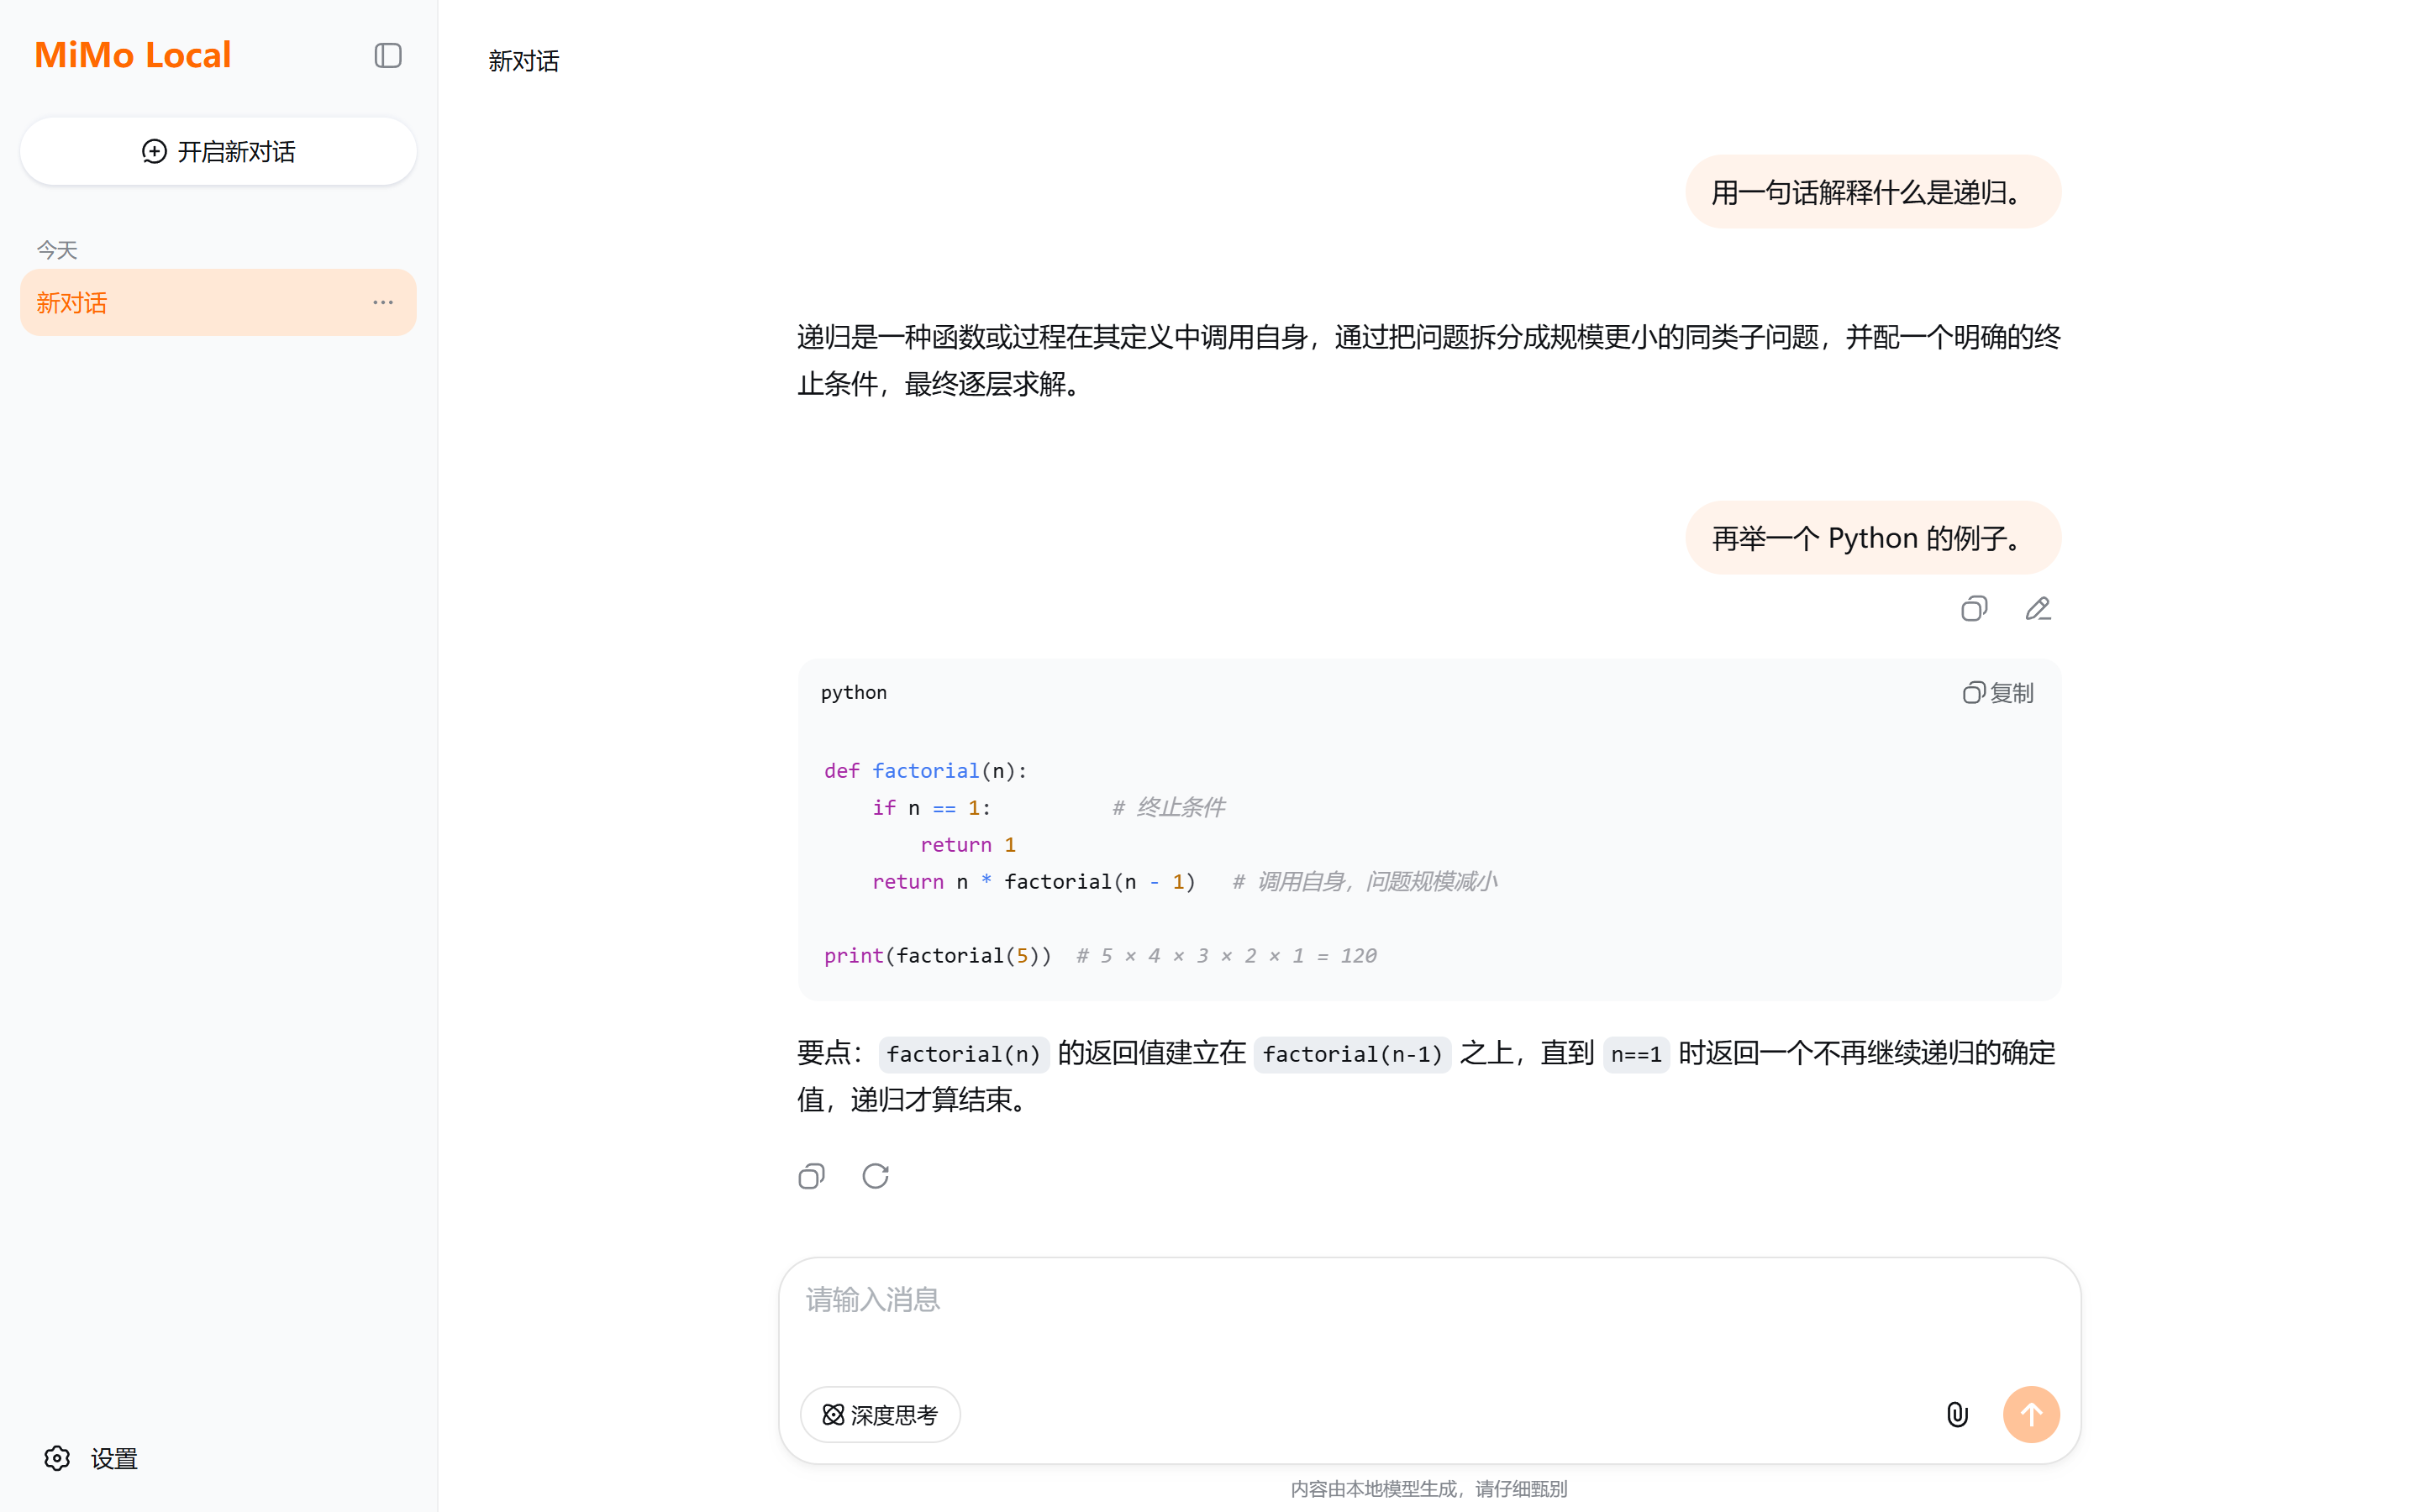 MiMo Local
开启新对话
今天
新对话
设置
新对话
用一句话解释什么是递归。
递归是一种函数或过程在其定义中调用自身，通过把问题拆分成规模更小的同类子问题，并配一个明确的终
止条件，最终逐层求解。
再举一个 Python 的例子。
python
复制
def factorial(n):
    if n == 1:          # 终止条件
        return 1
    return n * factorial(n - 1)   # 调用自身，问题规模减小
print(factorial(5))  # 5 × 4 × 3 × 2 × 1 = 120
要点：factorial(n) 的返回值建立在 factorial(n-1) 之上，直到 n==1 时返回一个不再继续递归的确定
值，递归才算结束。
请输入消息
深度思考
内容由本地模型生成，请仔细甄别